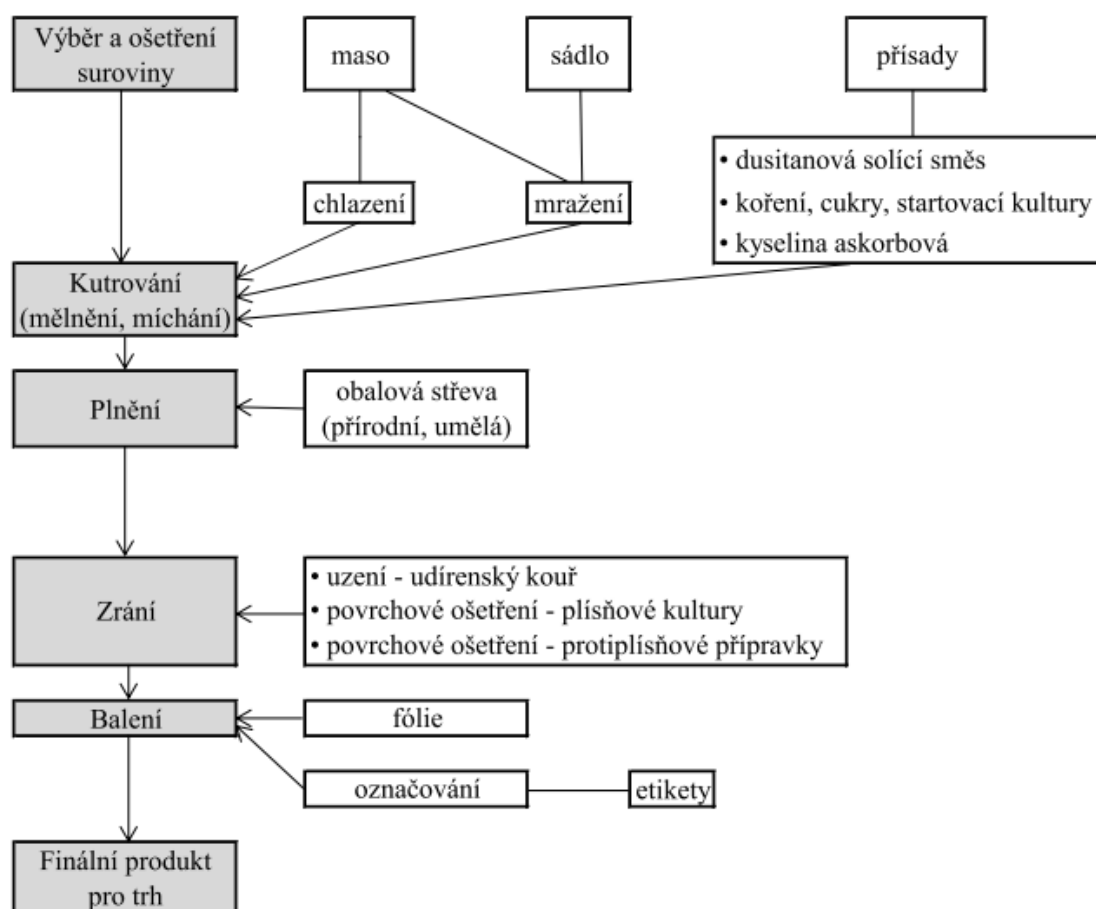 Výběr a ošetření
suroviny
maso
sádlo
přísady
• dusitanová solící směs
• koření, cukry, startovací kultury
• kyselina askorbová
chlazení
mražení
Kutrování
(mělnění, míchání)
Plnění
obalová střeva
(přírodní, umělá)
Zrání
• uzení - udírenský kouř
• povrchové ošetření - plísňové kultury
• povrchové ošetření - protiplísňové přípravky
Balení
fólie
označování
etikety
Finální produkt
pro trh